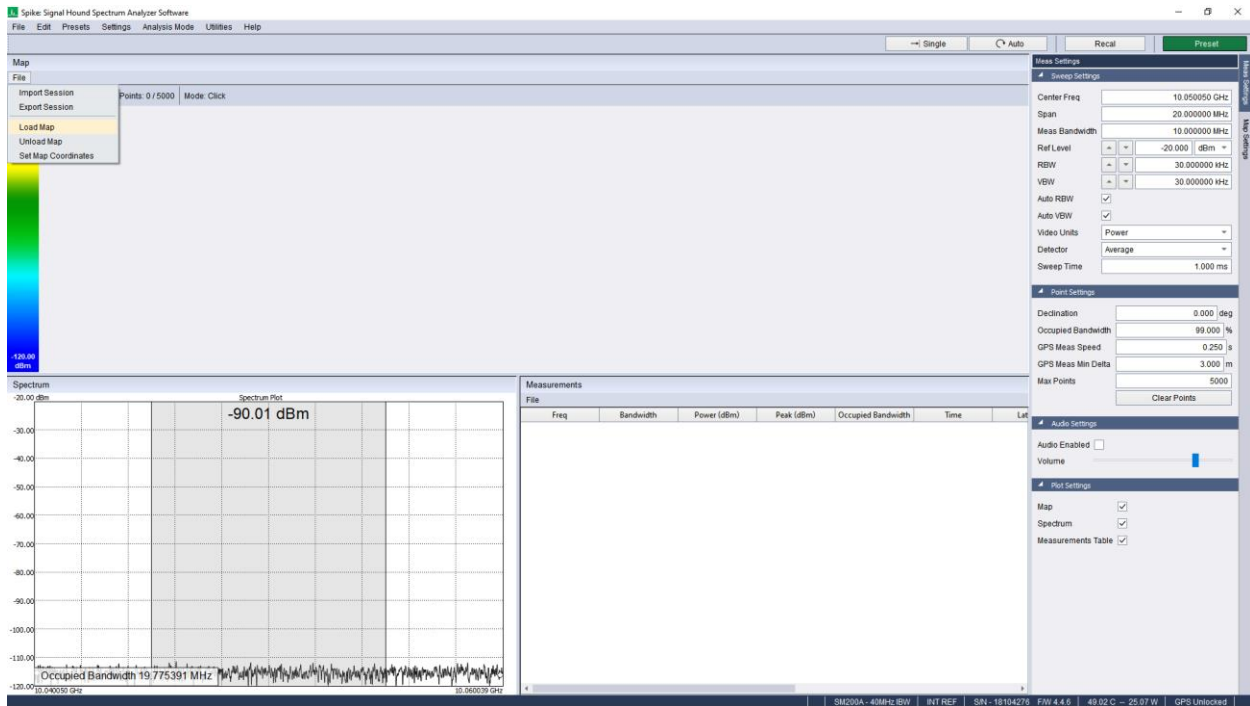 Spike: Signal Hound Spectrum Analyzer Software
File Edit Presets Settings Analysis Mode Utilities Help
Single Auto Recal Preset
Map
File
Import Session
Export Session
Load Map
Unload Map
Set Map Coordinates
Points: 0 / 5000 Mode: Click
-120.00
dBm
Spectrum
-20.00 dBm Spectrum Plot
-90.01 dBm
-30.00
-40.00
-50.00
-60.00
-70.00
-80.00
-90.00
-100.00
-110.00
Occupied Bandwidth 19.775391 MHz
-120.00
10.040050 GHz 10.060039 GHz
Measurements
File
Freq Bandwidth Power (dBm) Peak (dBm) Occupied Bandwidth Time Lat
Meas Settings
Sweep Settings
Center Freq 10.050050 GHz
Span 20.000000 MHz
Meas Bandwidth 10.000000 MHz
Ref Level -20.000 dBm
RBW 30.000000 kHz
VBW 30.000000 kHz
Auto RBW
Auto VBW
Video Units Power
Detector Average
Sweep Time 1.000 ms
Point Settings
Declination 0.000 deg
Occupied Bandwidth 99.000 %
GPS Meas Speed 0.250 s
GPS Meas Min Delta 3.000 m
Max Points 5000
Clear Points
Audio Settings
Audio Enabled
Volume
Plot Settings
Map
Spectrum
Measurements Table
Meas Settings
Map Settings
SM200A - 40MHz IBW INT REF S/N - 18104276 F/W 4.4.6 49.02 C -- 25.07 W GPS Unlocked